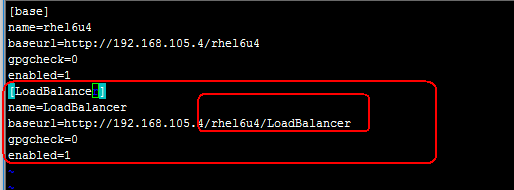 [base]
name=rhel6u4
baseurl=http://192.168.105.4/rhel6u4
gpgcheck=0
enabled=1
[LoadBalancer]
name=LoadBalancer
baseurl=http://192.168.105.4/rhel6u4/LoadBalancer
gpgcheck=0
enabled=1
~
~